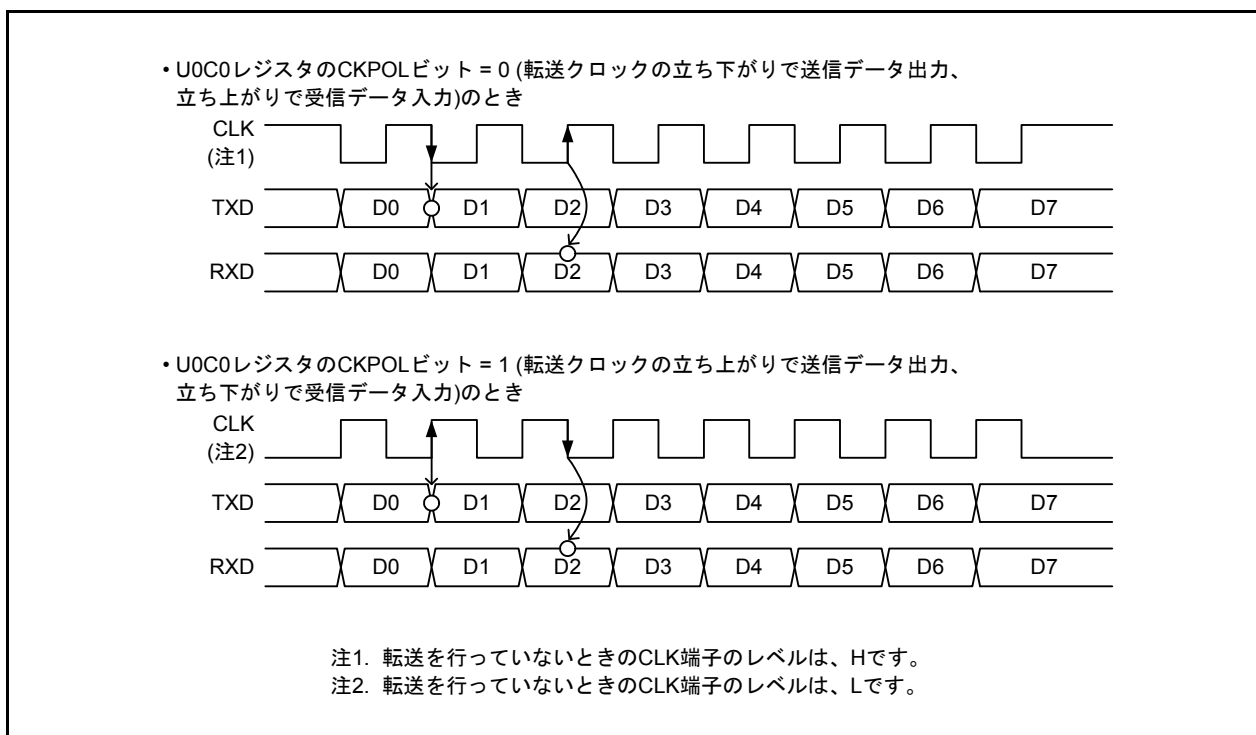 • U0C0レジスタのCKPOLビット = 0 (転送クロックの立ち下がりで送信データ出力、
立ち上がりで受信データ入力)のとき
CLK
(注1)
TXD D0 D1 D2 D3 D4 D5 D6 D7
RXD D0 D1 D2 D3 D4 D5 D6 D7
• U0C0レジスタのCKPOLビット = 1 (転送クロックの立ち上がりで送信データ出力、
立ち下がりで受信データ入力)のとき
CLK
(注2)
TXD D0 D1 D2 D3 D4 D5 D6 D7
RXD D0 D1 D2 D3 D4 D5 D6 D7
注1. 転送を行っていないときのCLK端子のレベルは、Hです。
注2. 転送を行っていないときのCLK端子のレベルは、Lです。